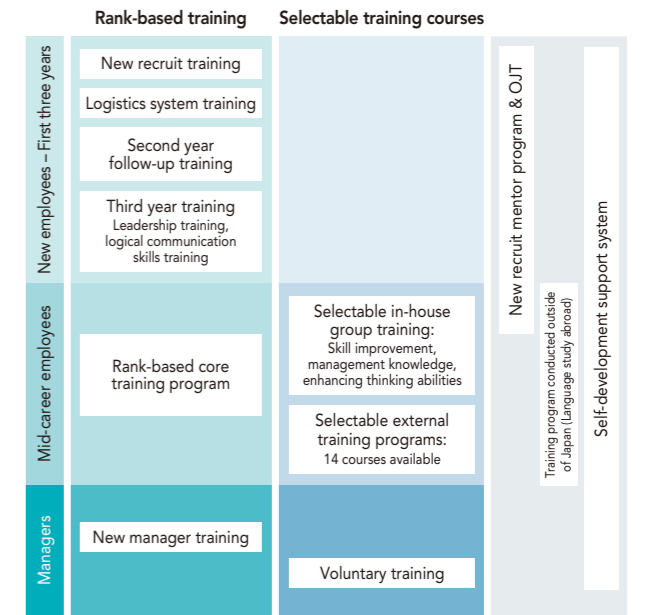 Rank-based training
Selectable training courses
New employees – First three years
New recruit training
Logistics system training
Second year
follow-up training
Third year training
Leadership training,
logical communication
skills training
Mid-career employees
Rank-based core
training program
Selectable in-house
group training:
Skill improvement,
management knowledge,
enhancing thinking abilities
Selectable external
training programs:
14 courses available
Managers
New manager training
Voluntary training
New recruit mentor program & OJT
Training program conducted outside
of Japan (Language study abroad)
Self-development support system